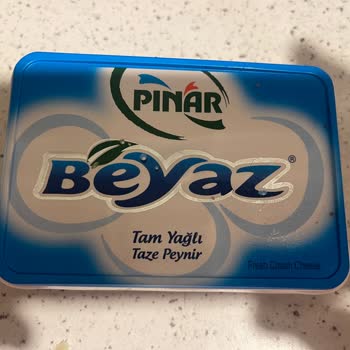 PINAR
Beyaz®
Tam Yağlı
Taze Peynir
Fresh Cream Cheese